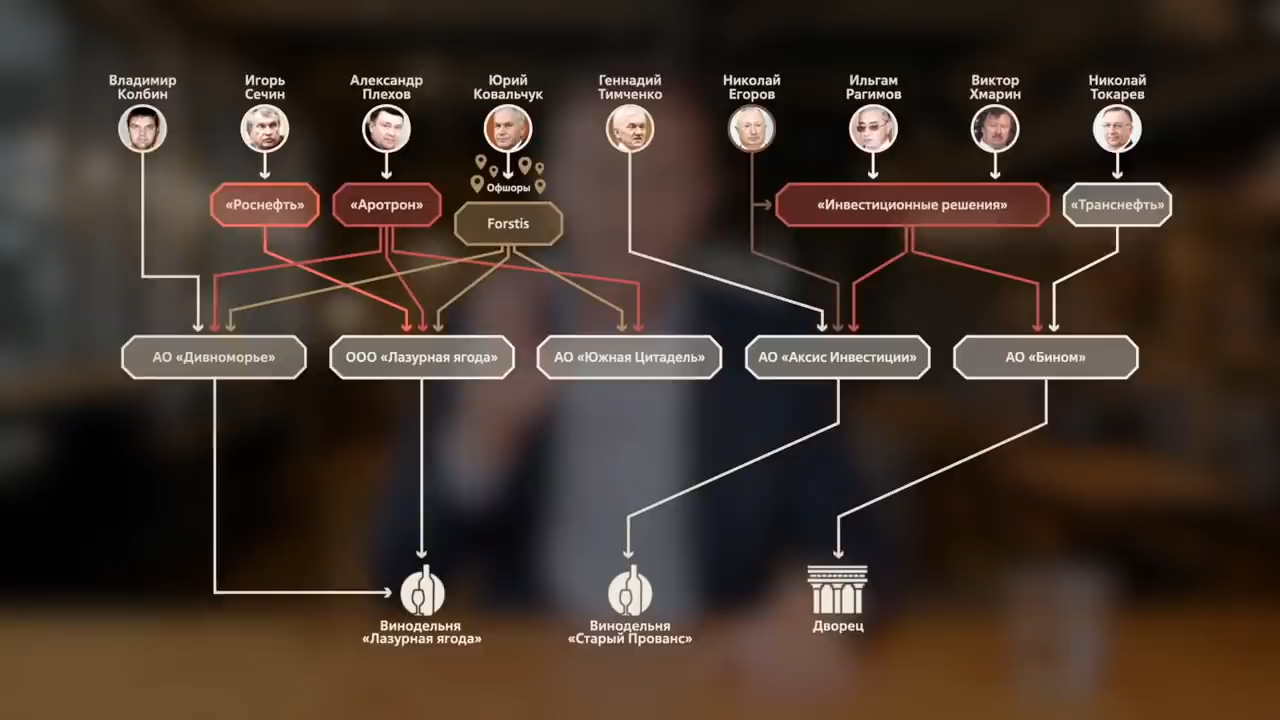 Владимир
Колбин
Игорь
Сечин
Александр
Плехов
Юрий
Ковальчук
Геннадий
Тимченко
Николай
Егоров
Ильгам
Рагимов
Виктор
Хмарин
Николай
Токарев
Офшоры
«Роснефть»
«Аротрон»
Forstis
«Инвестиционные решения»
«Транснефть»
АО «Дивноморье»
ООО «Лазурная ягода»
АО «Южная Цитадель»
АО «Аксис Инвестиции»
АО «Бином»
Винодельня
«Лазурная ягода»
Винодельня
«Старый Прованс»
Дворец